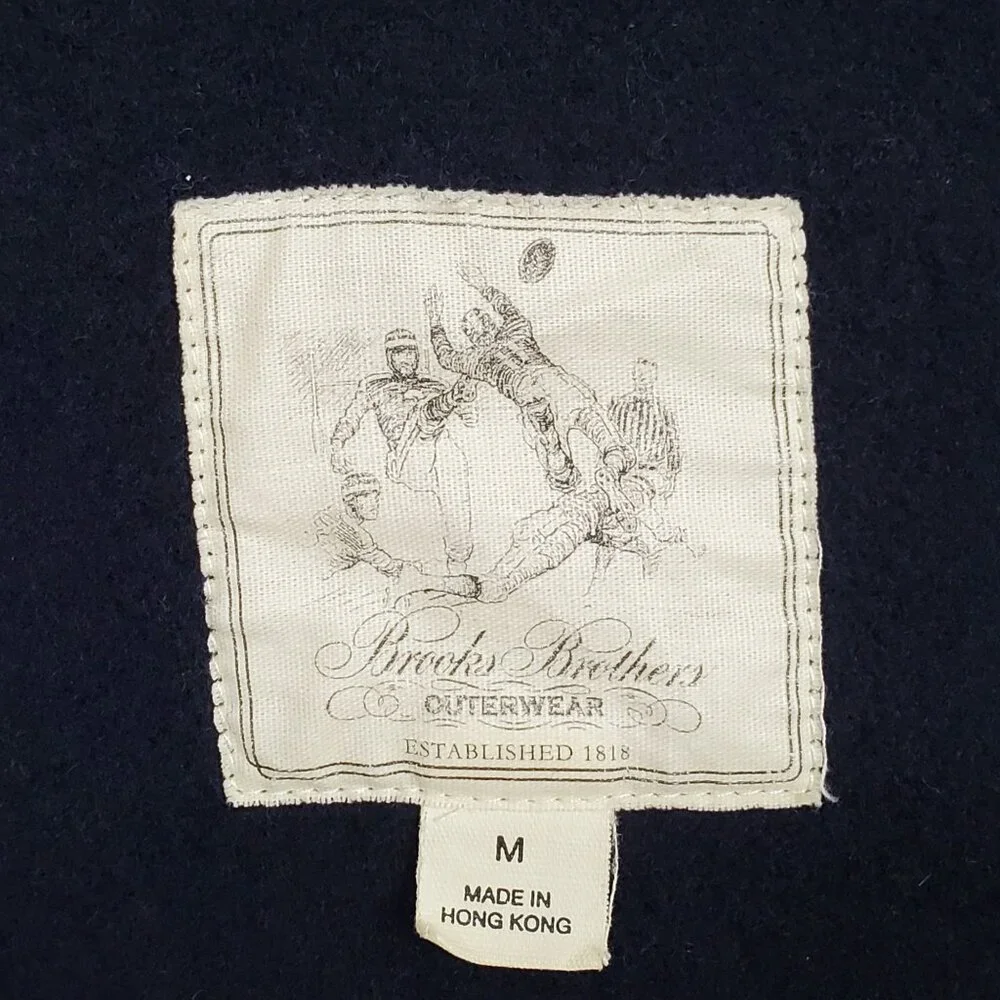 Brooks Brothers
OUTERWEAR
ESTABLISHED 1818
M
MADE IN
HONG KONG